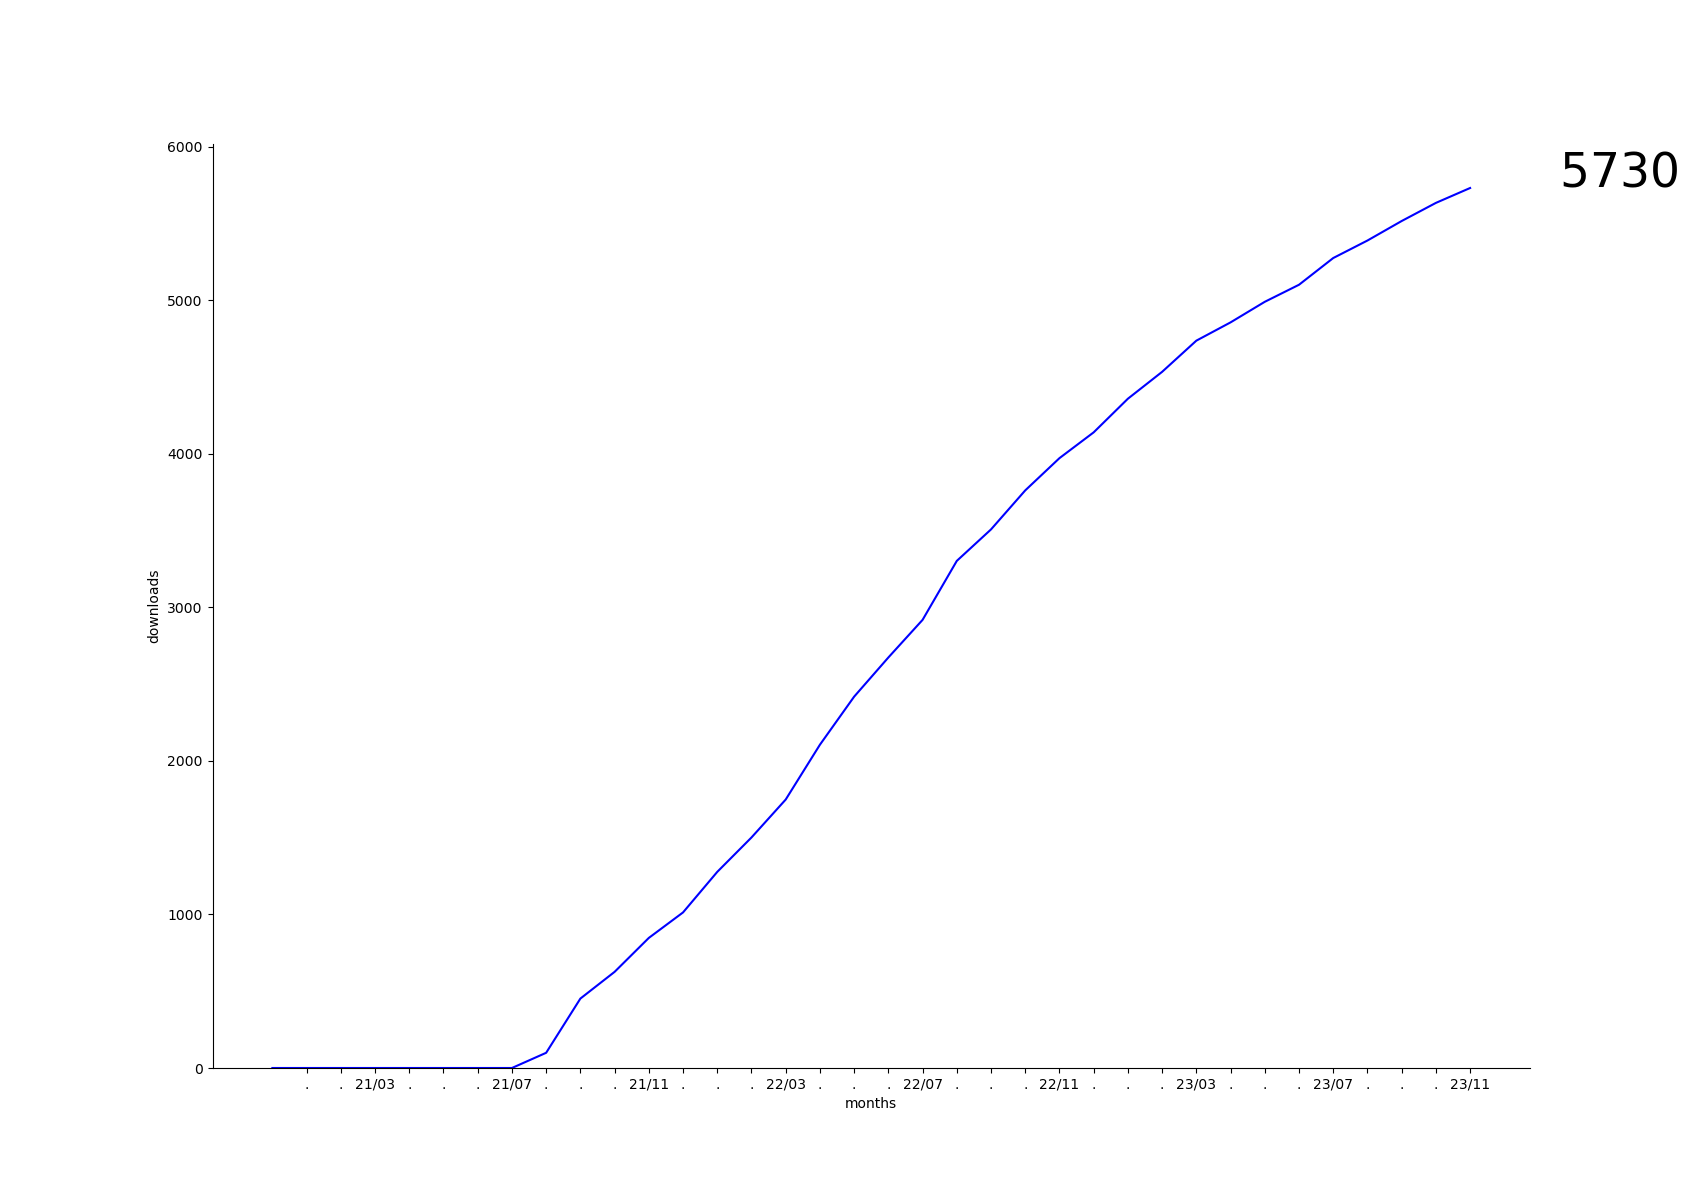 5730
6000
5000
4000
3000
2000
1000
0
downloads
. . 21/03 . . . 21/07 . . . 21/11 . . . 22/03 . . . 22/07 . . . 22/11 . . . 23/03 . . . 23/07 . . . 23/11
months